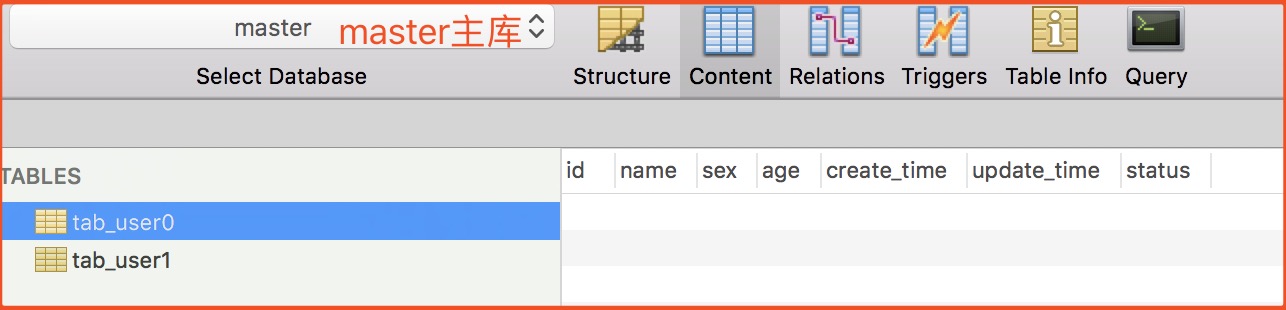 master master主库
Select Database Structure Content Relations Triggers Table Info Query
TABLES id name sex age create_time update_time status
tab_user0
tab_user1